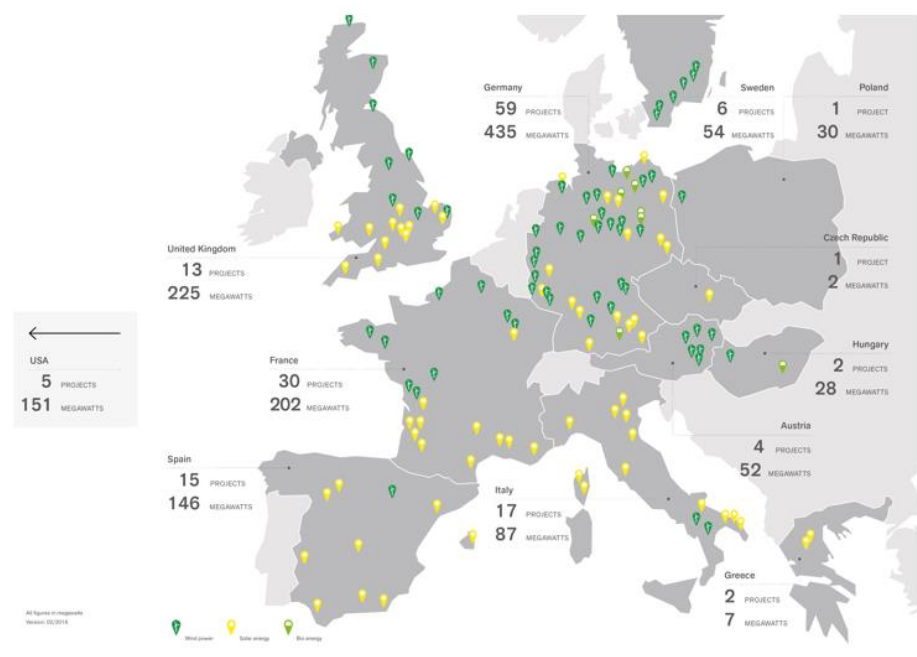 Germany
59 PROJECTS
435 MEGAWATTS
Sweden
6 PROJECTS
54 MEGAWATTS
Poland
1 PROJECT
30 MEGAWATTS
United Kingdom
13 PROJECTS
225 MEGAWATTS
Czech Republic
1 PROJECT
2 MEGAWATTS
USA
5 PROJECTS
151 MEGAWATTS
France
30 PROJECTS
202 MEGAWATTS
Hungary
2 PROJECTS
28 MEGAWATTS
Austria
4 PROJECTS
52 MEGAWATTS
Spain
15 PROJECTS
146 MEGAWATTS
Italy
17 PROJECTS
87 MEGAWATTS
Greece
2 PROJECTS
7 MEGAWATTS
All figures in megawatts
Version: 02/2014
Wind power
Solar energy
Bio energy